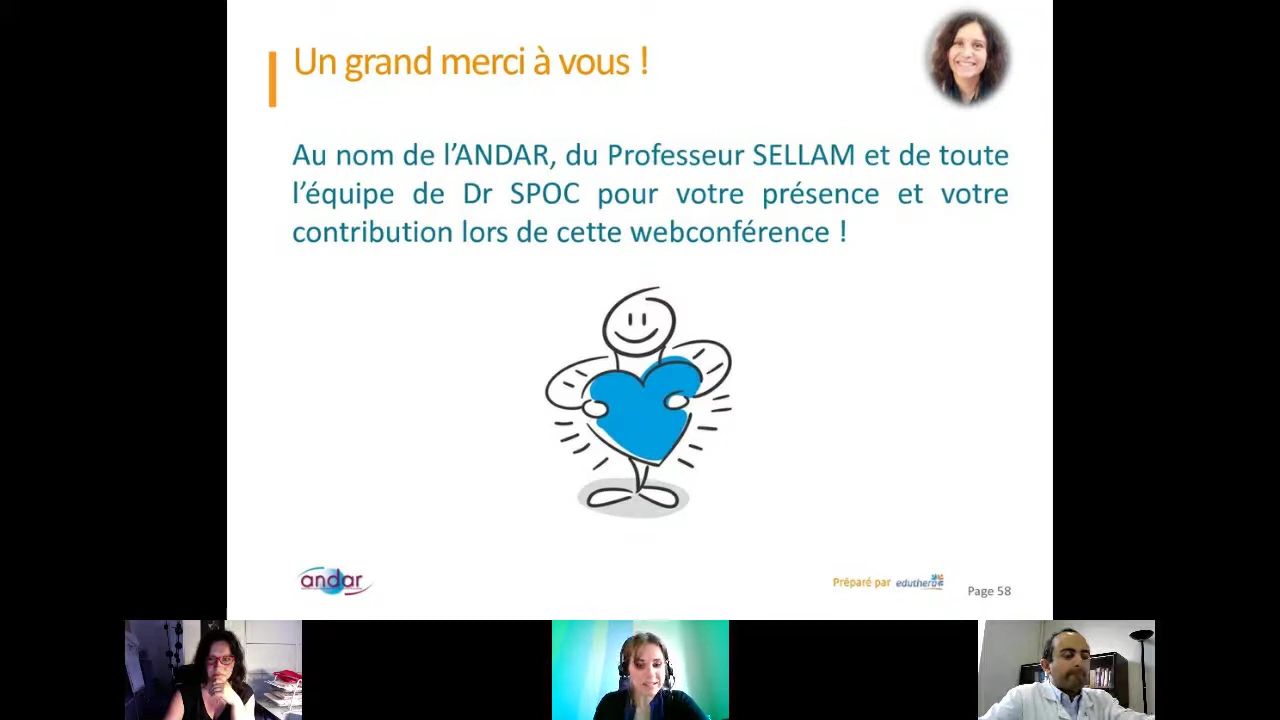 Un grand merci à vous !
Au nom de l’ANDAR, du Professeur SELLAM et de toute
l’équipe de Dr SPOC pour votre présence et votre
contribution lors de cette webconférence !
andar
Préparé par eduthera
Page 58